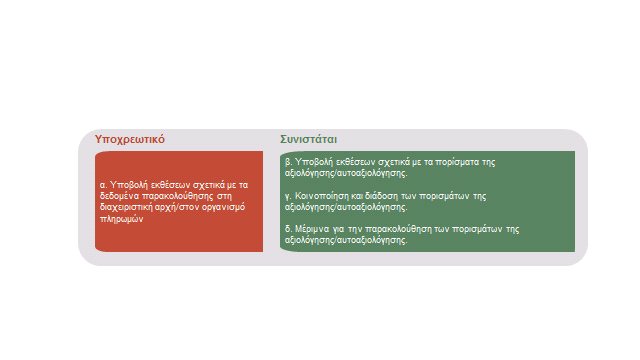 Υποχρεωτικό
α. Υποβολή εκθέσεων σχετικά με τα
δεδομένα παρακολούθησης στη
διαχειριστική αρχή/στον οργανισμό
πληρωμών
Συνιστάται
β. Υποβολή εκθέσεων σχετικά με τα πορίσματα της
αξιολόγησης/αυτοαξιολόγησης.
γ. Κοινοποίηση και διάδοση των πορισμάτων της
αξιολόγησης/αυτοαξιολόγησης.
δ. Μέριμνα για την παρακολούθηση των πορισμάτων της
αξιολόγησης/αυτοαξιολόγησης.